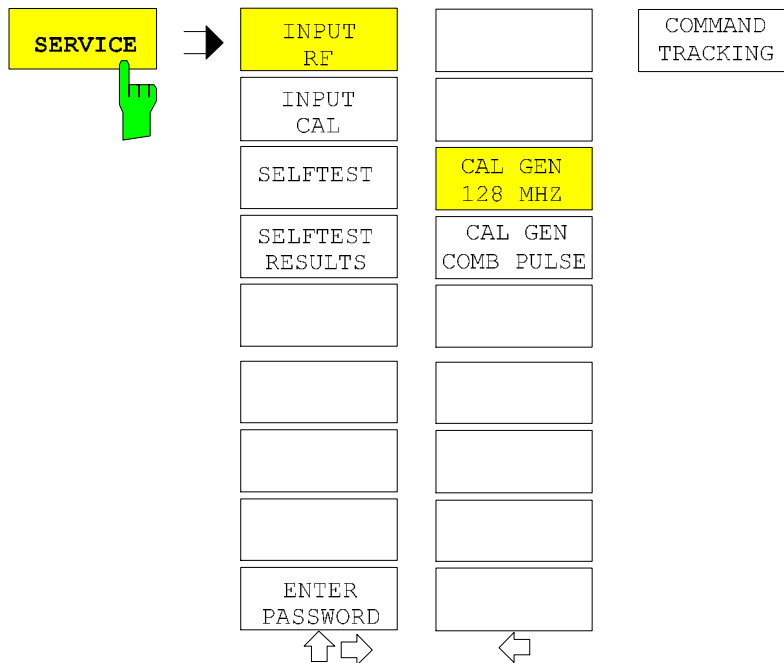 SERVICE
INPUT
RF
INPUT
CAL
SELFTEST
SELFTEST
RESULTS
ENTER
PASSWORD
CAL GEN
128 MHZ
CAL GEN
COMB PULSE
COMMAND
TRACKING